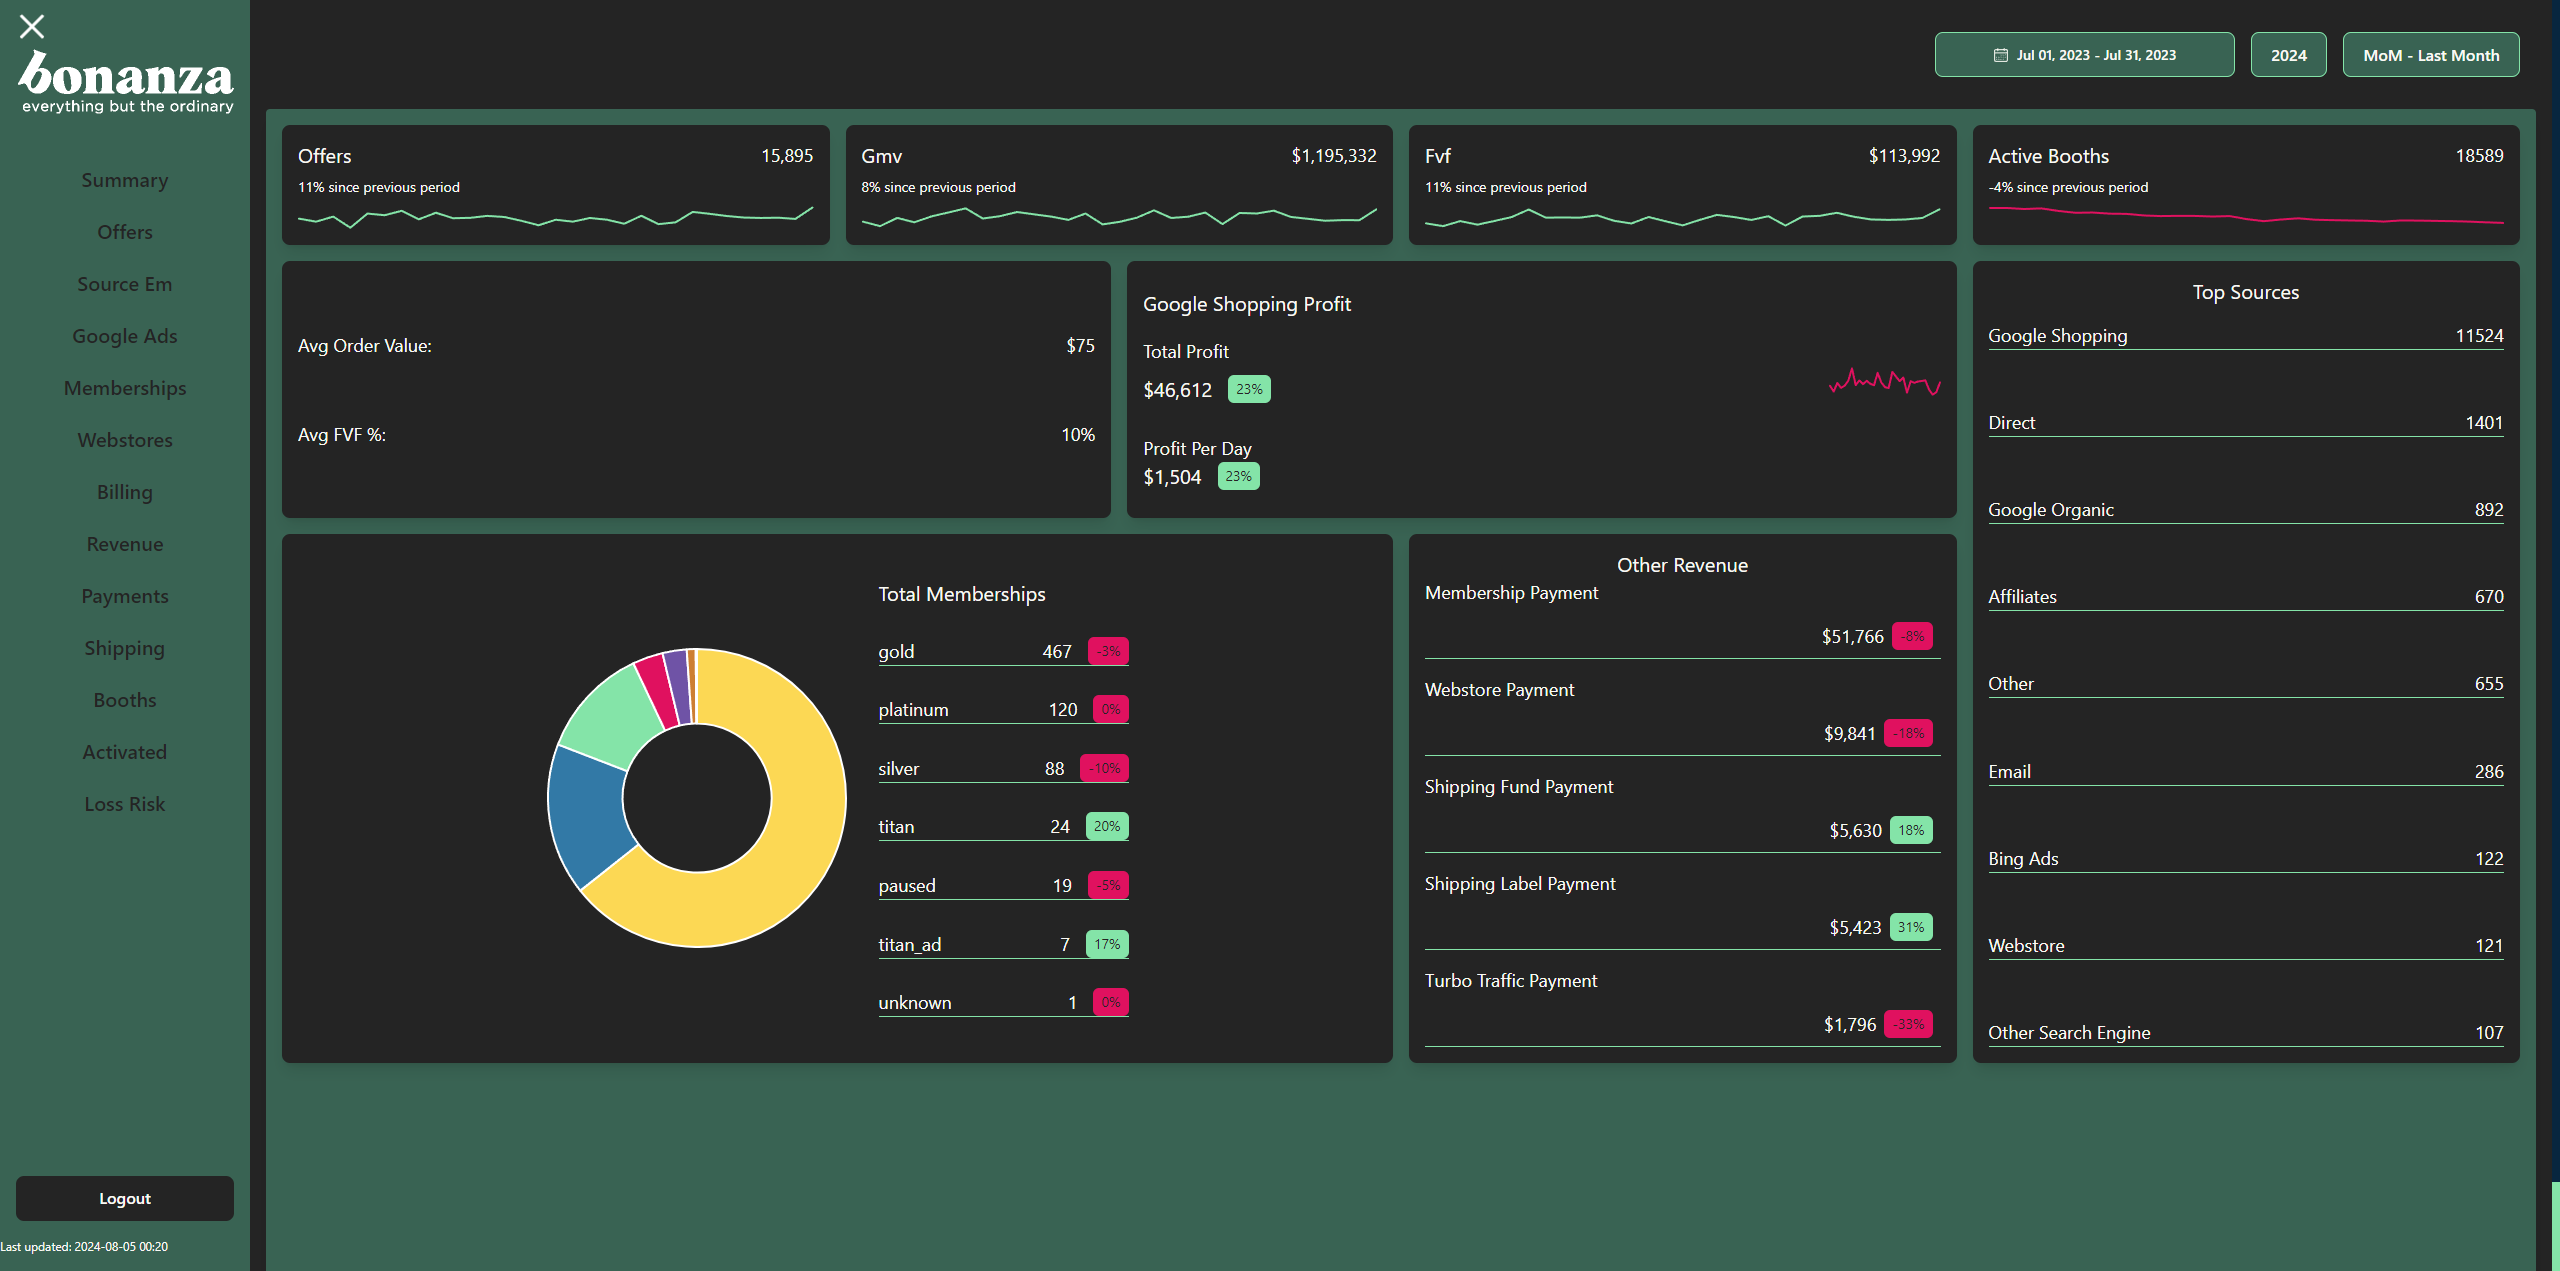 bonanza
everything but the ordinary
Summary
Offers
Source Em
Google Ads
Memberships
Webstores
Billing
Revenue
Payments
Shipping
Booths
Activated
Loss Risk
Logout
Last updated: 2024-08-05 00:20
Jul 01, 2023 - Jul 31, 2023
2024
MoM - Last Month
Offers 15,895
11% since previous period
Gmv $1,195,332
8% since previous period
Fvf $113,992
11% since previous period
Active Booths 18589
-4% since previous period
Avg Order Value: $75
Avg FVF %: 10%
Google Shopping Profit
Total Profit
$46,612 23%
Profit Per Day
$1,504 23%
Top Sources
Google Shopping 11524
Direct 1401
Google Organic 892
Affiliates 670
Other 655
Email 286
Bing Ads 122
Webstore 121
Other Search Engine 107
Total Memberships
gold 467 -3%
platinum 120 0%
silver 88 -10%
titan 24 20%
paused 19 -5%
titan_ad 7 17%
unknown 1 0%
Other Revenue
Membership Payment
$51,766 -8%
Webstore Payment
$9,841 -18%
Shipping Fund Payment
$5,630 18%
Shipping Label Payment
$5,423 31%
Turbo Traffic Payment
$1,796 -33%